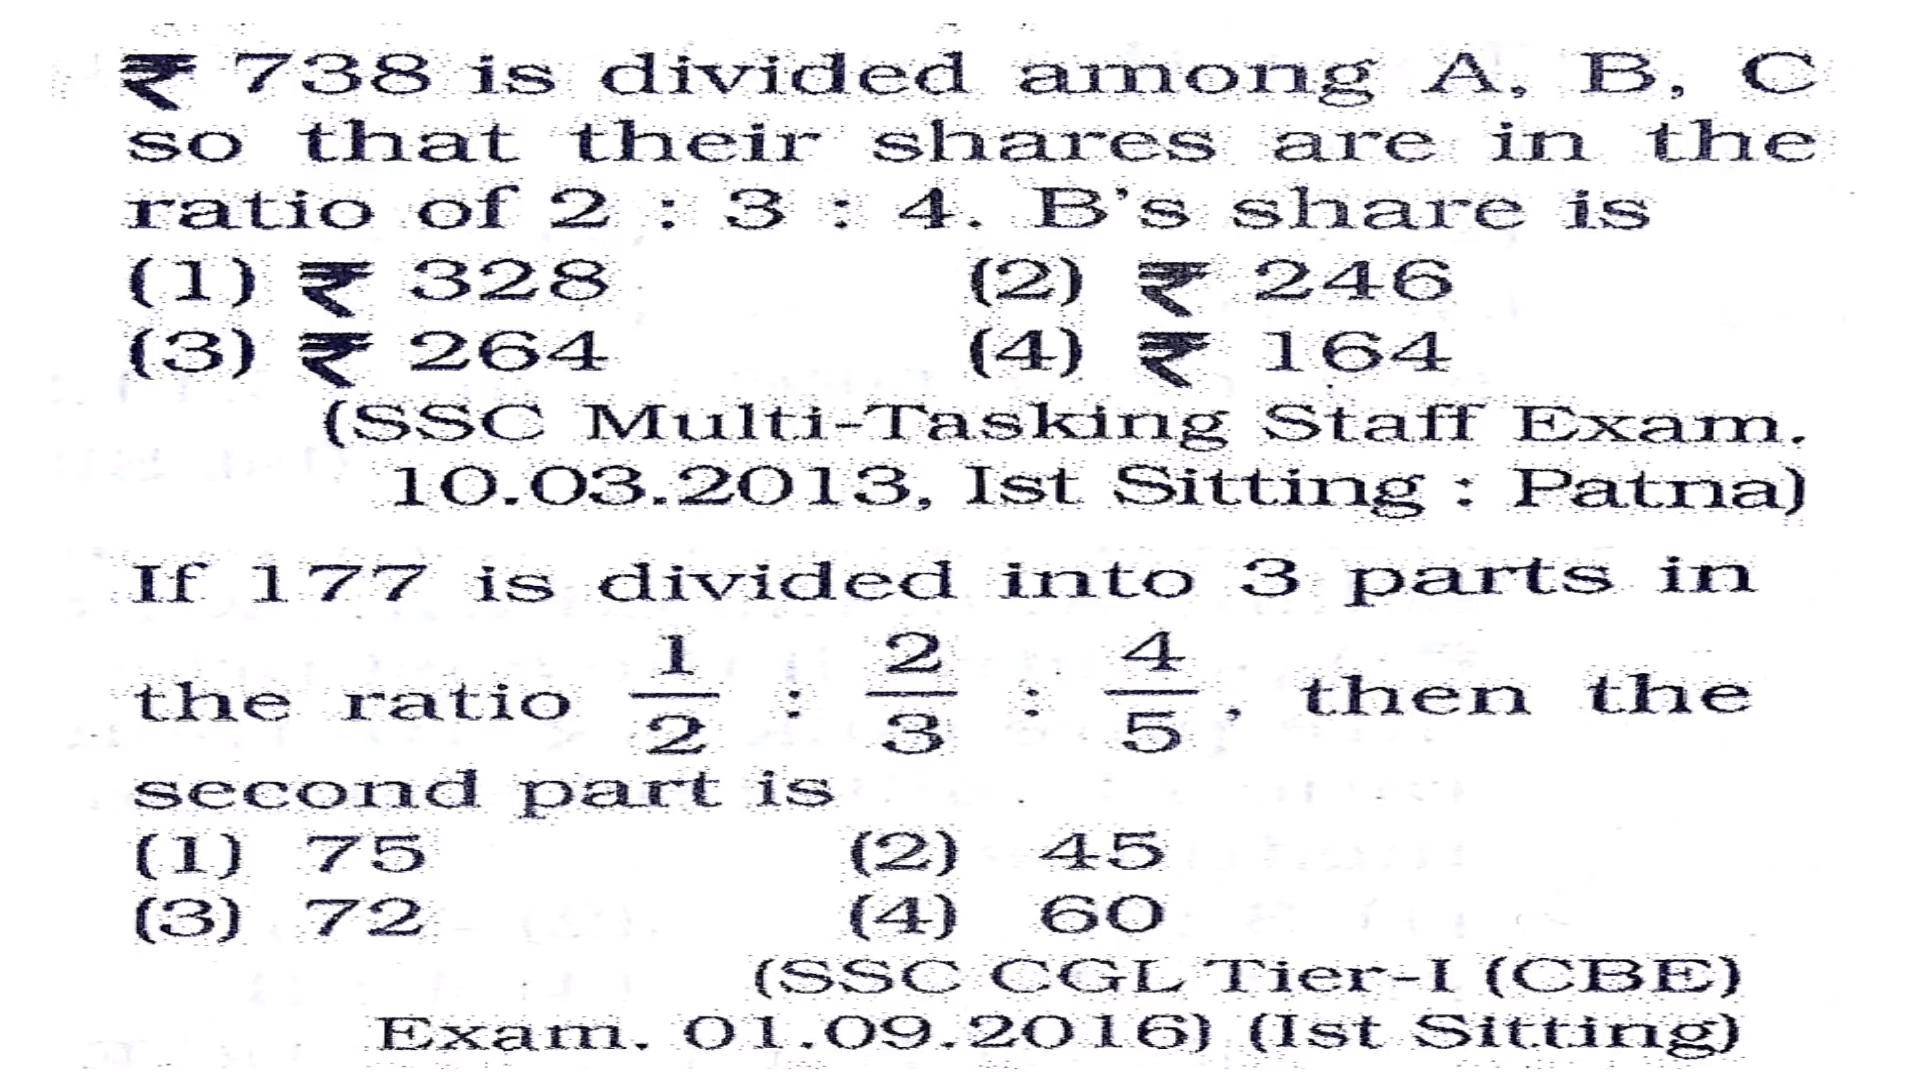 ₹ 738 is divided among A, B, C
so that their shares are in the
ratio of 2 : 3 : 4. B's share is
(1) ₹ 328 (2) ₹ 246
(3) ₹ 264 (4) ₹ 164
(SSC Multi-Tasking Staff Exam.
10.03.2013, Ist Sitting : Patna)
If 177 is divided into 3 parts in
the ratio 1/2 : 2/3 : 4/5, then the
second part is
(1) 75 (2) 45
(3) 72 (4) 60
(SSC CGL Tier-I (CBE)
Exam. 01.09.2016) (Ist Sitting)